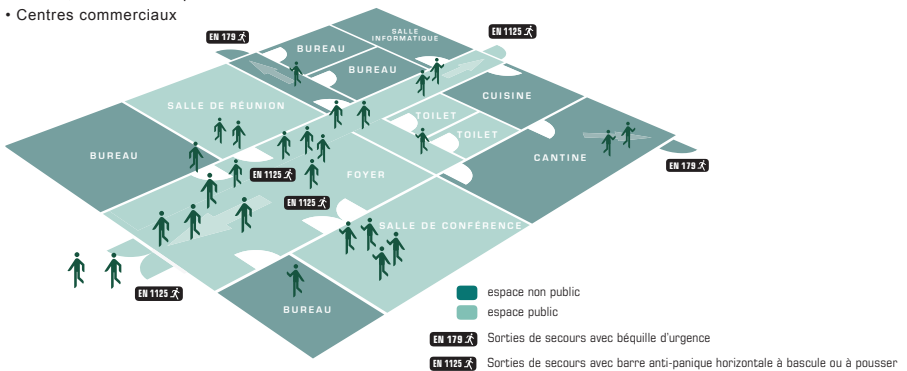 • Centres commerciaux
EN 179
SALLE
INFORMATIQUE
EN 1125
BUREAU
BUREAU
CUISINE
SALLE DE RÉUNION
TOILET
TOILET
BUREAU
CANTINE
EN 179
EN 1125
FOYER
EN 1125
SALLE DE CONFÉRENCE
EN 1125
BUREAU
espace non public
espace public
EN 179 Sorties de secours avec béquille d'urgence
EN 1125 Sorties de secours avec barre anti-panique horizontale à bascule ou à pousser